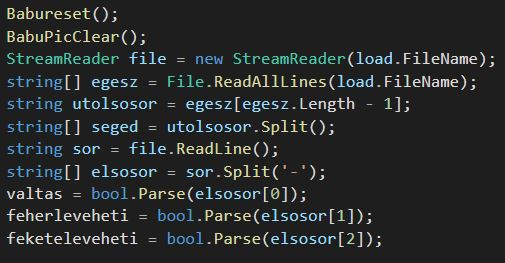 Babureset();
BabuPicClear();
StreamReader file = new StreamReader(load.FileName);
string[] egesz = File.ReadAllLines(load.FileName);
string utolsosor = egesz[egesz.Length - 1];
string[] seged = utolsosor.Split();
string sor = file.ReadLine();
string[] elsosor = sor.Split('-');
valtas = bool.Parse(elsosor[0]);
feherleveheti = bool.Parse(elsosor[1]);
feketeleveheti = bool.Parse(elsosor[2]);